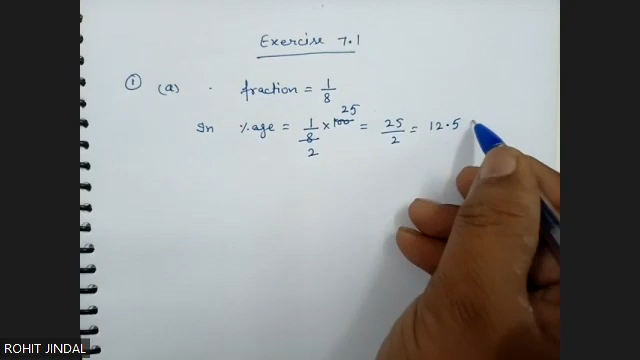 Exercise 7.1
① (a) . fraction = 1/8
In %age = 1/8 × 100 25 2 = 25/2 = 12.5
ROHIT JINDAL